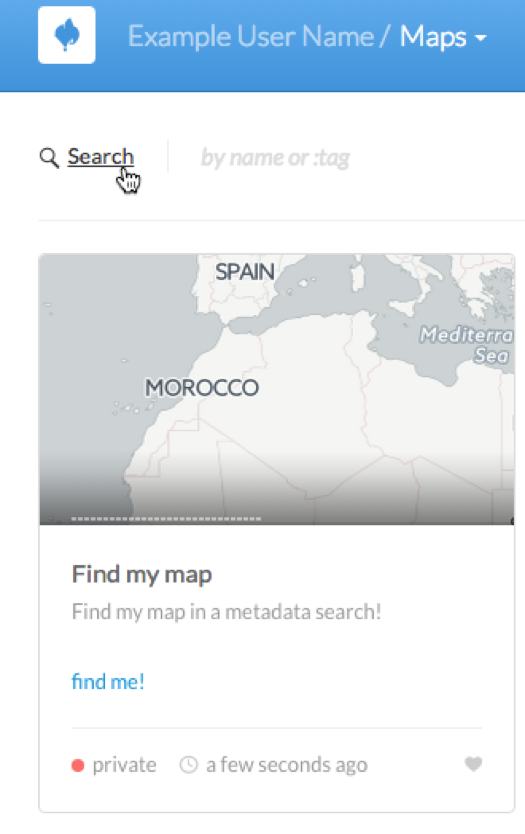 Example User Name / Maps
Search
by name or :tag
SPAIN
Mediterra
Sea
MOROCCO
Find my map
Find my map in a metadata search!
find me!
private a few seconds ago